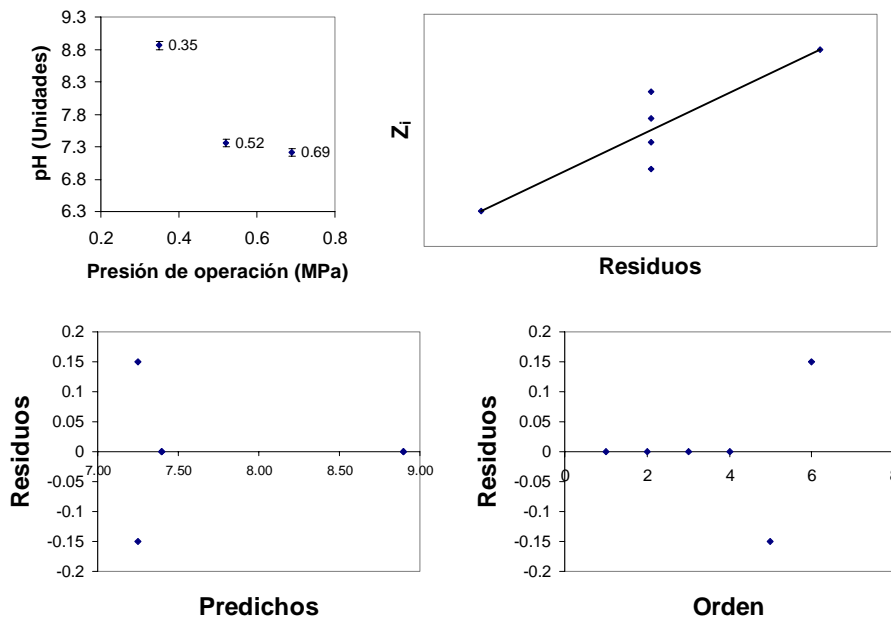 9.3
8.8
8.3
7.8
7.3
6.8
6.3
pH (Unidades)
0.35
0.52
0.69
0.2 0.4 0.6 0.8
Presión de operación (MPa)
Zi
Residuos
0.2
0.15
0.1
0.05
0
-0.05
-0.1
-0.15
-0.2
Residuos
7.00 7.50 8.00 8.50 9.00
Predichos
0.2
0.15
0.1
0.05
0
-0.05
-0.1
-0.15
-0.2
Residuos
0 2 4 6 8
Orden